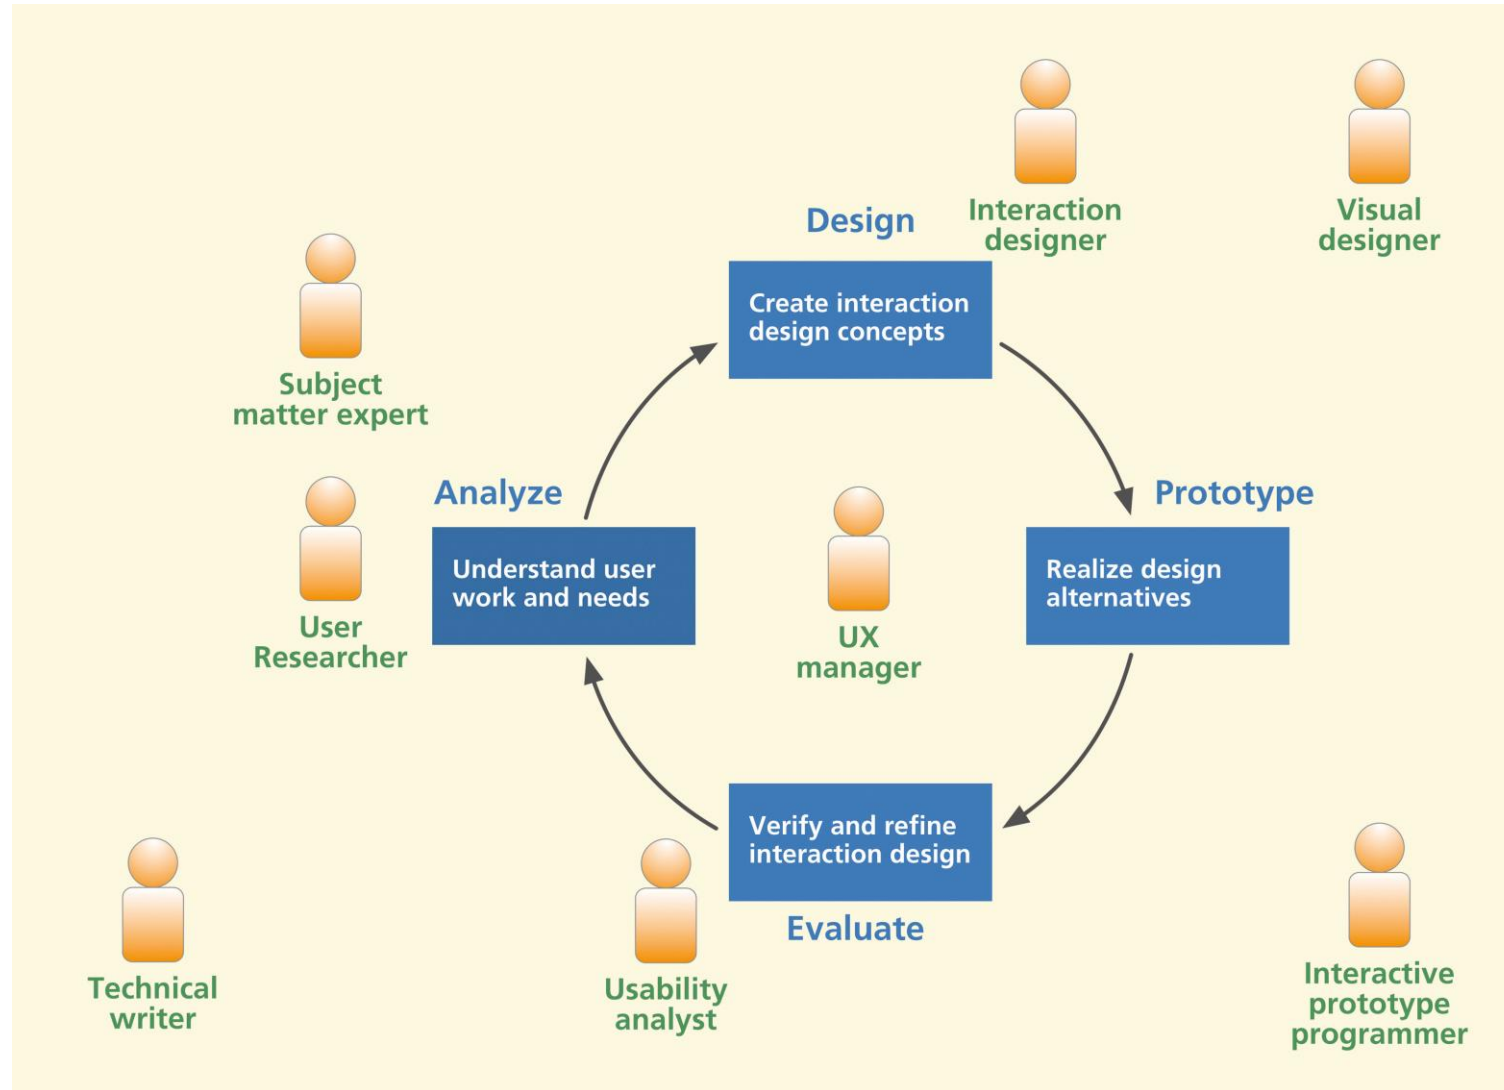 Interaction
designer
Visual
designer
Design
Create interaction
design concepts
Subject
matter expert
Analyze
Understand user
work and needs
User
Researcher
UX
manager
Prototype
Realize design
alternatives
Verify and refine
interaction design
Evaluate
Technical
writer
Usability
analyst
Interactive
prototype
programmer